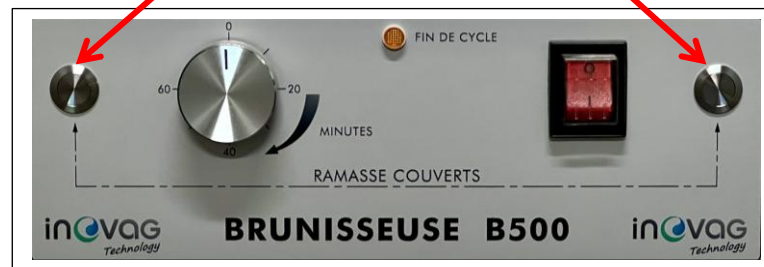 0
FIN DE CYCLE
60
20
MINUTES
40
RAMASSE COUVERTS
inovag
Technology
BRUNISSEUSE B500
inovag
Technology